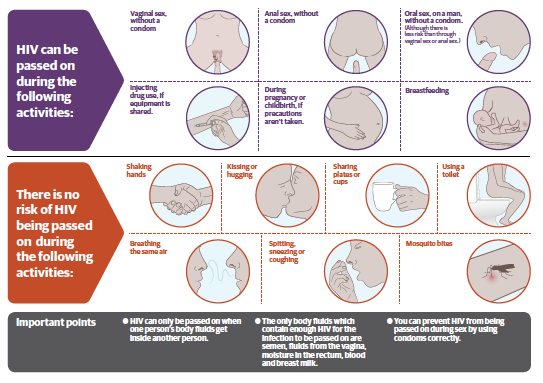 HIV can be
passed on
during the
following
activities:
Vaginal sex,
without a
condom
Anal sex, without
a condom
Oral sex, on a man,
without a condom.
(Although there is
less risk than through
vaginal sex or anal sex.)
Injecting
drug use, if
equipment is
shared.
During
pregnancy or
childbirth, if
precautions
aren't taken.
Breastfeeding
There is no
risk of HIV
being passed
on during
the following
activities:
Shaking
hands
Kissing or
hugging
Sharing
plates or
cups
Using a
toilet
Breathing
the same air
Spitting,
sneezing or
coughing
Mosquito bites
Important points
● HIV can only be passed on when
one person's body fluids get
inside another person.
● The only body fluids which
contain enough HIV for the
infection to be passed on are
semen, fluids from the vagina,
moisture in the rectum, blood
and breast milk.
● You can prevent HIV from being
passed on during sex by using
condoms correctly.